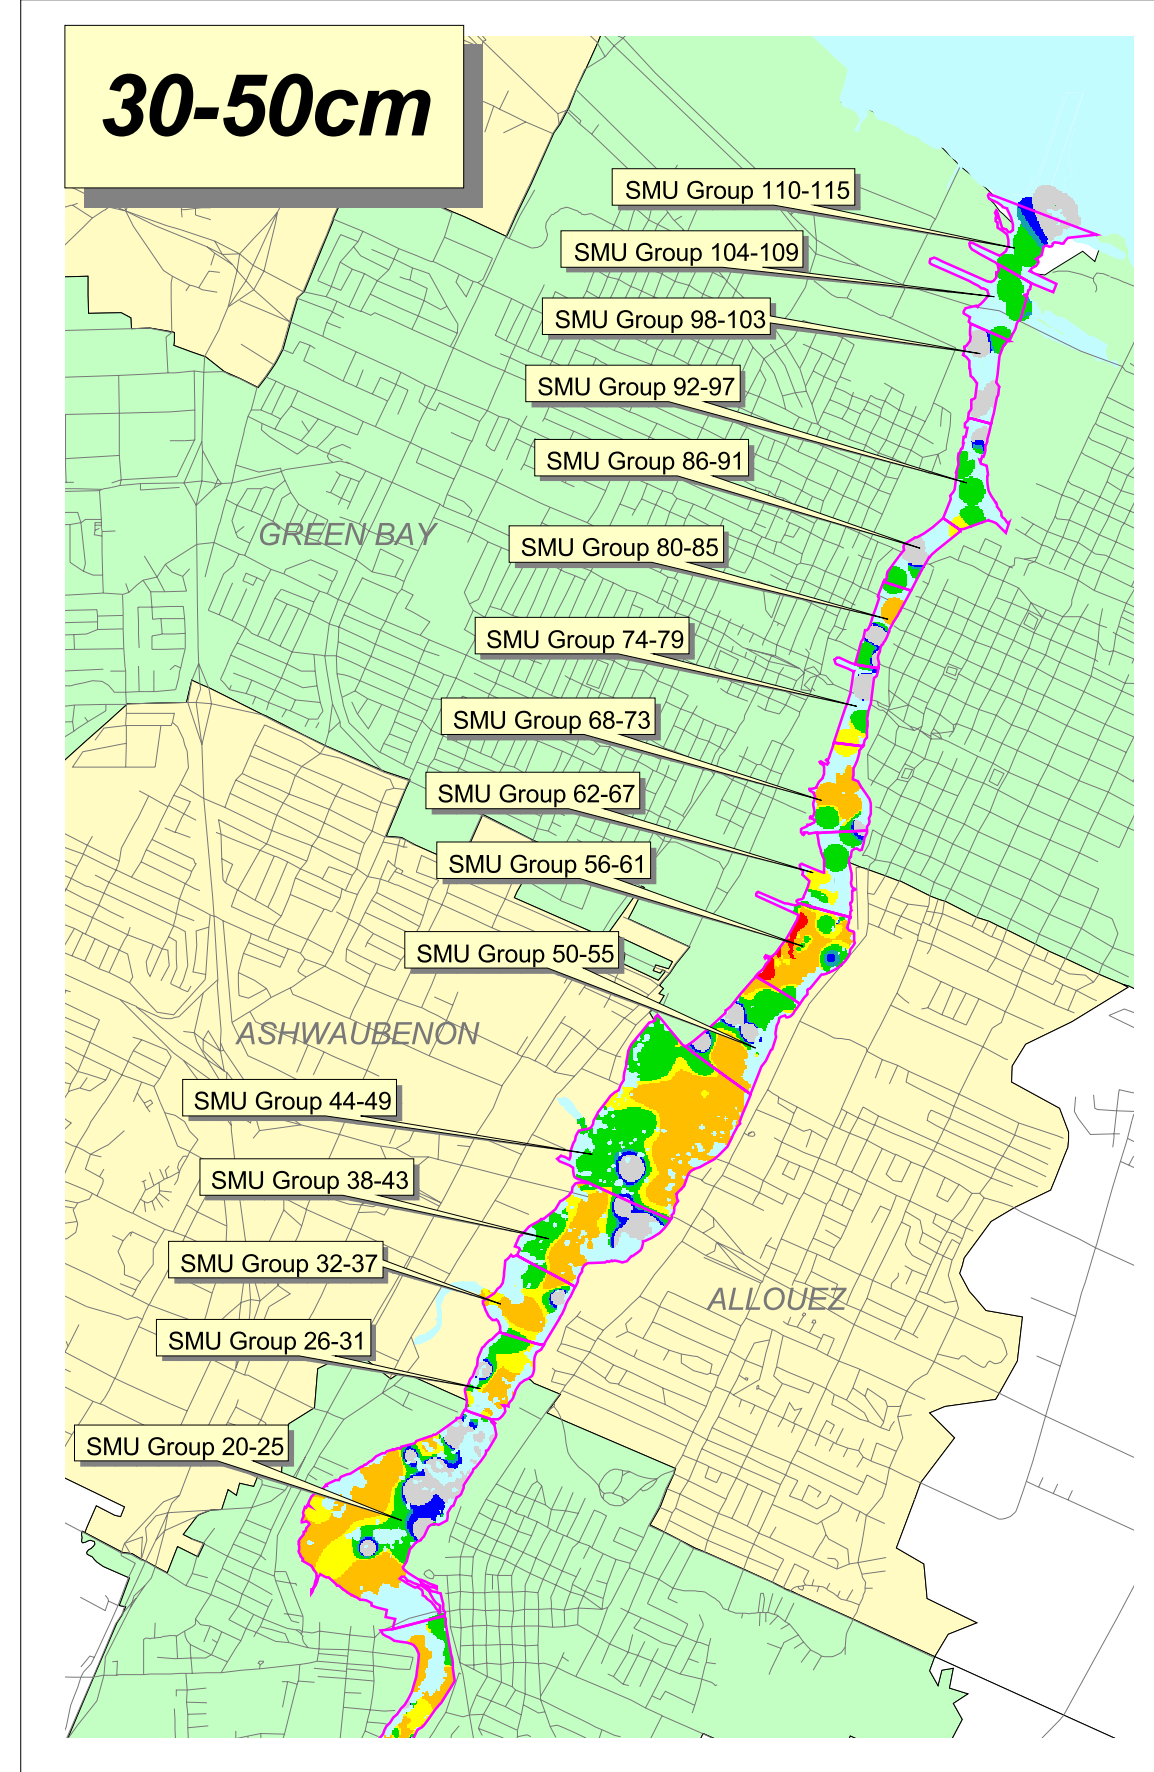 30-50cm
SMU Group 110-115
SMU Group 104-109
SMU Group 98-103
SMU Group 92-97
SMU Group 86-91
GREEN BAY
SMU Group 80-85
SMU Group 74-79
SMU Group 68-73
SMU Group 62-67
SMU Group 56-61
SMU Group 50-55
ASHWAUBENON
SMU Group 44-49
SMU Group 38-43
SMU Group 32-37
ALLOUEZ
SMU Group 26-31
SMU Group 20-25